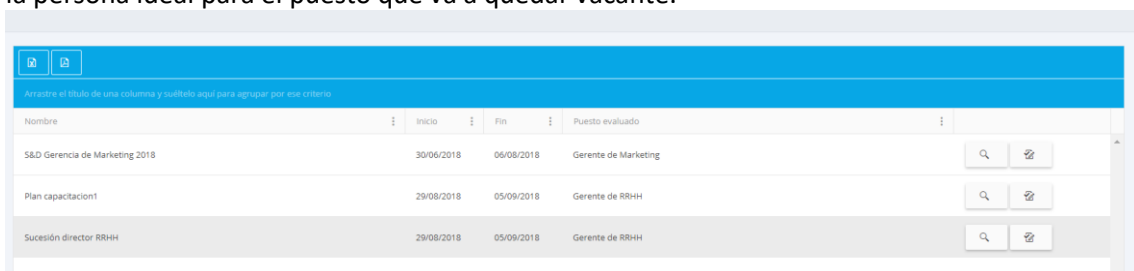 la persona ideal para el puesto que va a quedar vacante.
Arrastre el título de una columna y suéltelo aquí para agrupar por ese criterio
Nombre Inicio Fin Puesto evaluado
S&D Gerencia de Marketing 2018 30/06/2018 06/08/2018 Gerente de Marketing
Plan capacitacion1 29/08/2018 05/09/2018 Gerente de RRHH
Sucesión director RRHH 29/08/2018 05/09/2018 Gerente de RRHH